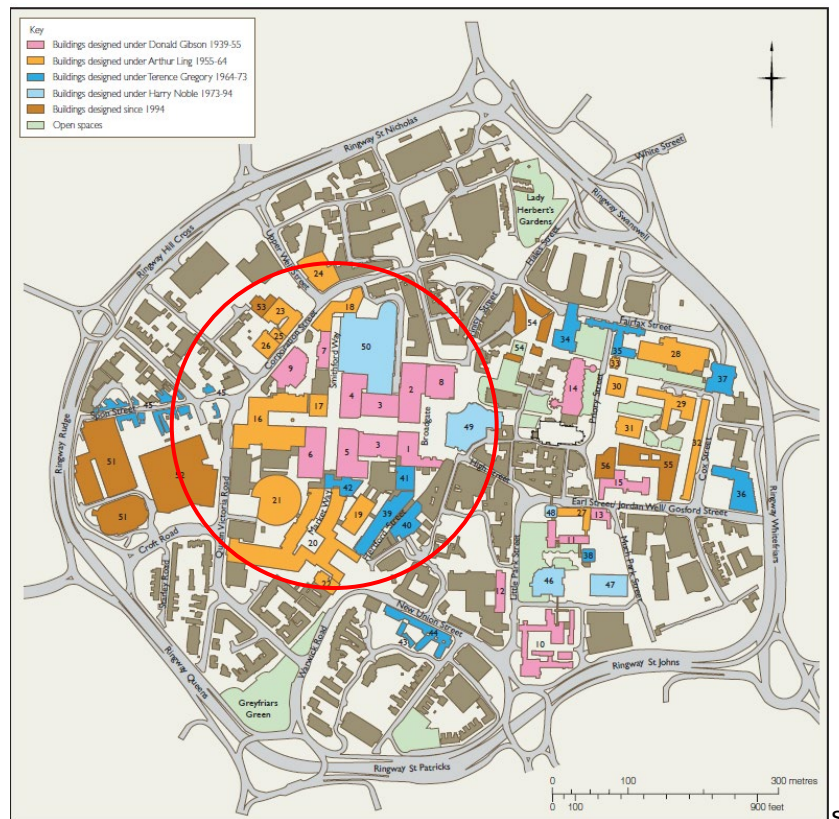 Key
Buildings designed under Donald Gibson 1939-55
Buildings designed under Arthur Ling 1955-64
Buildings designed under Terence Gregory 1964-73
Buildings designed under Harry Noble 1973-94
Buildings designed since 1994
Open spaces
Ringway St Nicholas
White Street
Ringway Swanswell
Lady
Herbert's
Gardens
Hales Street
Ringway Hill Cross
Upper Well Street
24
53
23
25
26
Corporation Street
18
Smithford Way
7
50
9
54
54
34
Fairfax Street
35
33
28
37
14
Priory Street
30
29
31
32
Cox Street
Spon Street
45
45
16
17
4
3
2
8
Broadgate
49
Ringway Rudge
51
52
51
6
5
3
1
High Street
56
55
15
36
Earl Street/ Jordan Well/ Gosford Street
21
42
41
Market Way
19
39
40
Hertford Street
20
22
Queen Victoria Road
Croft Road
Starley Road
48
27
13
11
38
Little Park Street
Much Park Street
46
47
12
10
Ringway Whitefriars
New Union Street
44
43
Warwick Road
Ringway Queens
Greyfriars
Green
Ringway St Johns
Ringway St Patricks
0 100 300 metres
0 100 900 feet
s